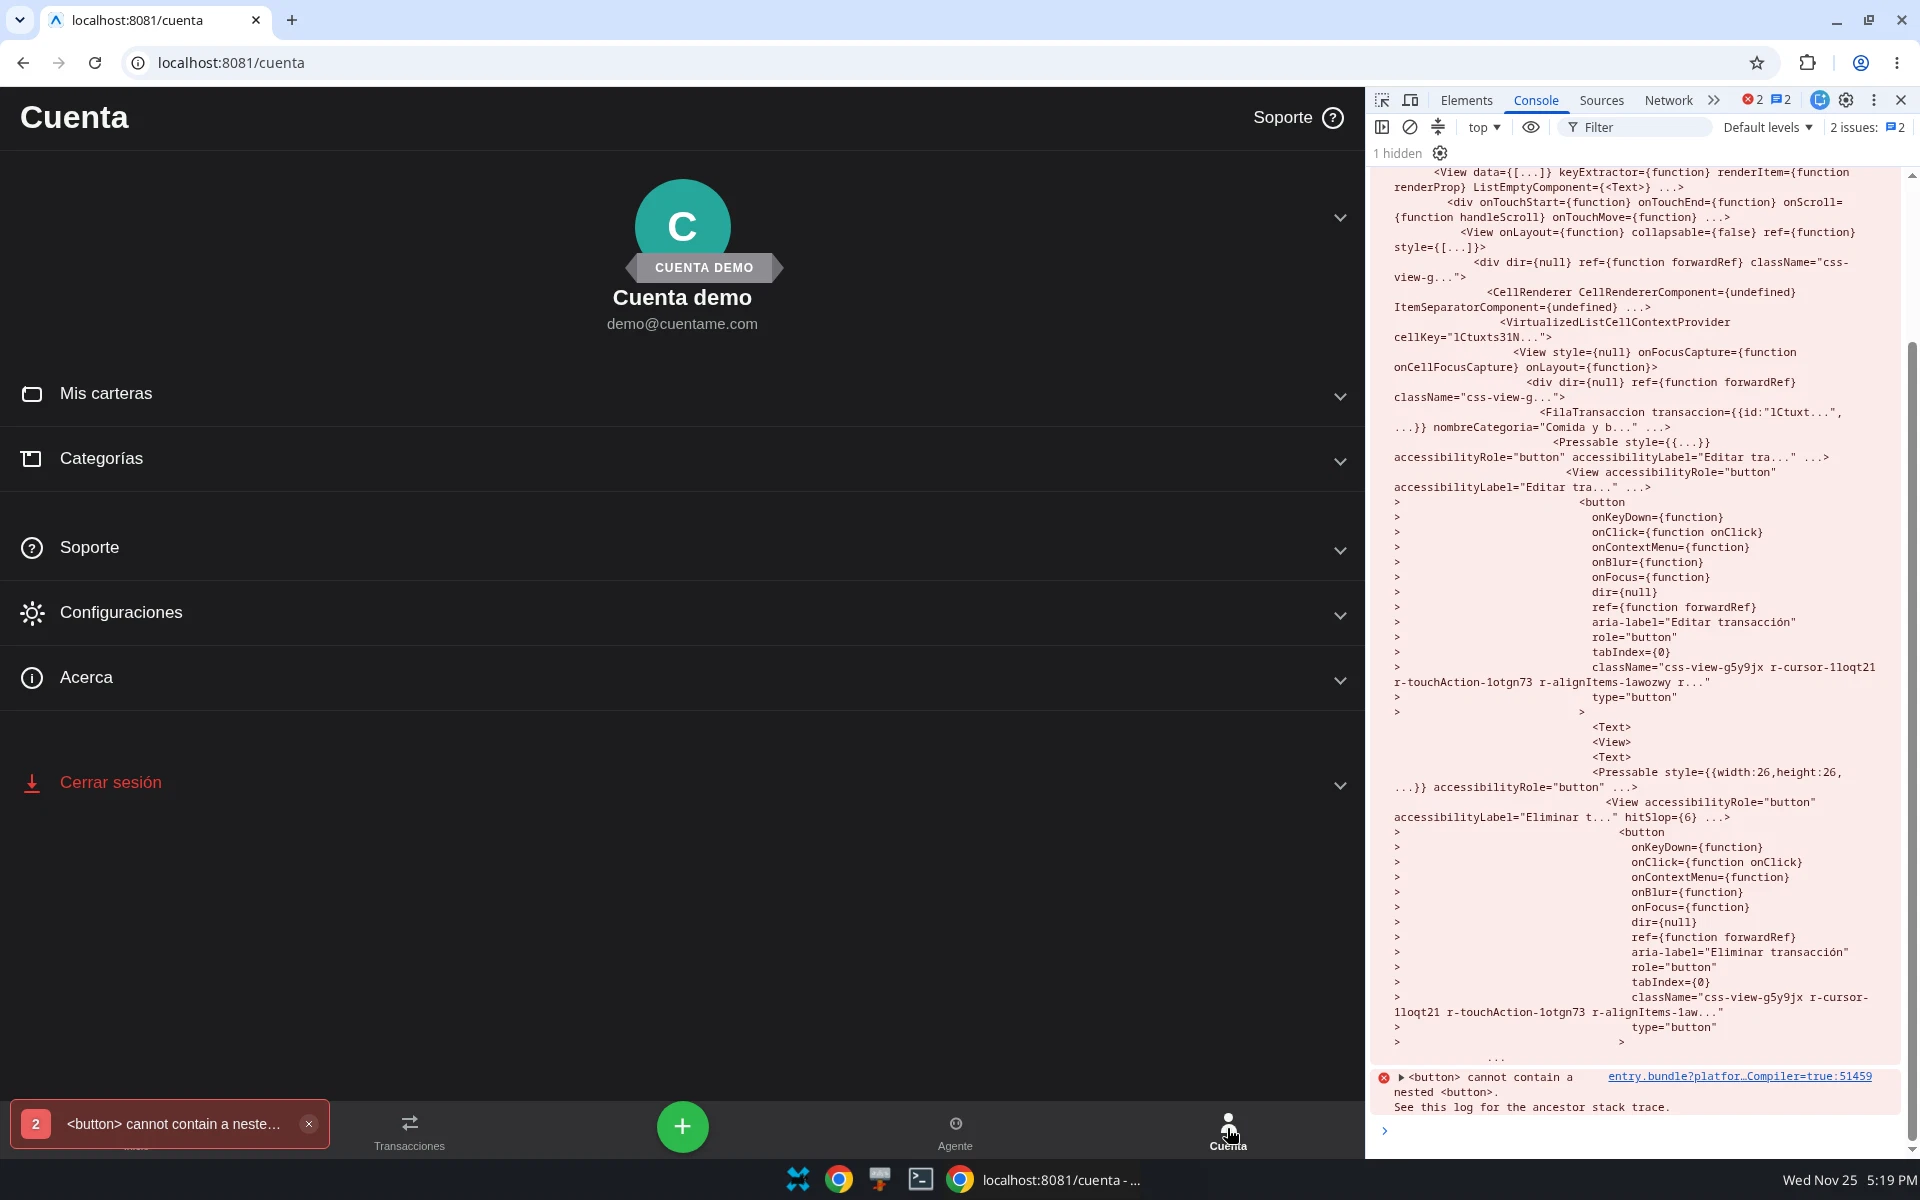 localhost:8081/cuenta
localhost:8081/cuenta
Cuenta
Soporte
C
CUENTA DEMO
Cuenta demo
demo@cuentame.com
Mis carteras
Categorías
Soporte
Configuraciones
Acerca
Cerrar sesión
2 <button> cannot contain a neste…
Transacciones
Agente
Cuenta
Elements Console Sources Network 2 2
top Filter Default levels 2 issues: 2
1 hidden
<View data={[...]} keyExtractor={function} renderItem={function
renderProp} ListEmptyComponent={<Text>} ...>
<div onTouchStart={function} onTouchEnd={function} onScroll=
{function handleScroll} onTouchMove={function} ...>
<View onLayout={function} collapsable={false} ref={function}
style={[...]}>
<div dir={null} ref={function forwardRef} className="css-
view-g...">
<CellRenderer CellRendererComponent={undefined}
ItemSeparatorComponent={undefined} ...>
<VirtualizedListCellContextProvider
cellKey="lCtuxts31N...">
<View style={null} onFocusCapture={function
onCellFocusCapture} onLayout={function}>
<div dir={null} ref={function forwardRef}
className="css-view-g...">
<FilaTransaccion transaccion={{id:"lCtuxt...",
...}} nombreCategoria="Comida y b..." ...>
<Pressable style={{...}}
accessibilityRole="button" accessibilityLabel="Editar tra..." ...>
<View accessibilityRole="button"
accessibilityLabel="Editar tra..." ...>
> <button
> onKeyDown={function}
> onClick={function onClick}
> onContextMenu={function}
> onBlur={function}
> onFocus={function}
> dir={null}
> ref={function forwardRef}
> aria-label="Editar transacción"
> role="button"
> tabIndex={0}
> className="css-view-g5y9jx r-cursor-1loqt21
r-touchAction-1otgn73 r-alignItems-1awozwy r..."
> type="button"
> >
<Text>
<View>
<Text>
<Pressable style={{width:26,height:26,
...}} accessibilityRole="button" ...>
<View accessibilityRole="button"
accessibilityLabel="Eliminar t..." hitSlop={6} ...>
> <button
> onKeyDown={function}
> onClick={function onClick}
> onContextMenu={function}
> onBlur={function}
> onFocus={function}
> dir={null}
> ref={function forwardRef}
> aria-label="Eliminar transacción"
> role="button"
> tabIndex={0}
> className="css-view-g5y9jx r-cursor-
1loqt21 r-touchAction-1otgn73 r-alignItems-1aw..."
> type="button"
> >
...
<button> cannot contain a entry.bundle?platfor…Compiler=true:51459
nested <button>.
See this log for the ancestor stack trace.
localhost:8081/cuenta - ...
Wed Nov 25 5:19 PM